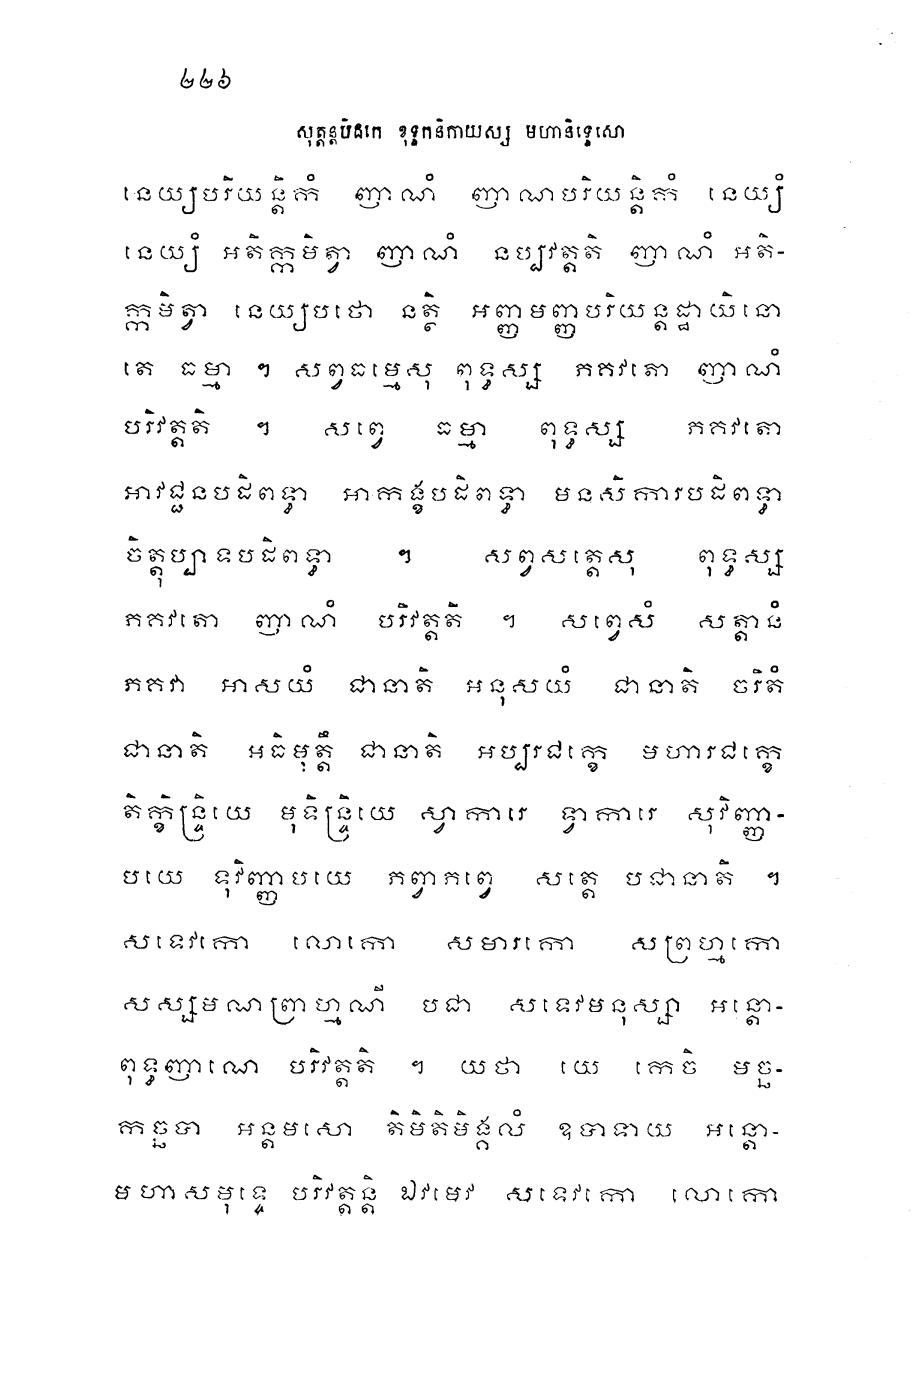 ២២៦
សុត្តន្តបិដកេ ខុទ្ទកនិកាយស្ស មហានិទ្ទេសោ
នេយ្យបរិយន្តិកំ ញាណំ ញាណបរិយន្តិកំ នេយ្យំ
នេយ្យំ អតិក្កមិត្វា ញាណំ នប្បវត្តតិ ញាណំ អតិ-
ក្កមិត្វា នេយ្យបថោ នត្ថិ អញ្ញមញ្ញបរិយន្តដ្ឋាយិនោ
តេ ធម្មា ។ សព្វធម្មេសុ ពុទ្ធស្ស ភគវតោ ញាណំ
បរិវត្តតិ ។ សព្វេ ធម្មា ពុទ្ធស្ស ភគវតោ
អាវជ្ជនបដិពទ្ធា អាកង្ខបដិពទ្ធា មនសិការបដិពទ្ធា
ចិត្តុប្បាទបដិពទ្ធា ។ សព្វសត្តេសុ ពុទ្ធស្ស
ភគវតោ ញាណំ បរិវត្តតិ ។ សព្វេសំ សត្តានំ
ភគវា អាសយំ ជានាតិ អនុសយំ ជានាតិ ចរិតំ
ជានាតិ អធិមុត្តឹ ជានាតិ អប្បរជក្ខេ មហារជក្ខេ
តិក្ខិន្ទ្រិយេ មុទិន្ទ្រិយេ ស្វាការេ ទ្វាការេ សុវិញ្ញា-
បយេ ទុវិញ្ញាបយេ ភព្វាភព្វេ សត្តេ បជានាតិ ។
សទេវកោ លោកោ សមារកោ សព្រហ្មកោ
សស្សមណព្រាហ្មណី បជា សទេវមនុស្សា អន្តោ-
ពុទ្ធញាណេ បរិវត្តតិ ។ យថា យេ កេចិ មច្ឆ-
កច្ឆបា អន្តមសោ តិមិតិមិង្គលំ ឧបាទាយ អន្តោ-
មហាសមុទ្ទេ បរិវត្តន្តិ ឯវមេវ សទេវកោ លោកោ